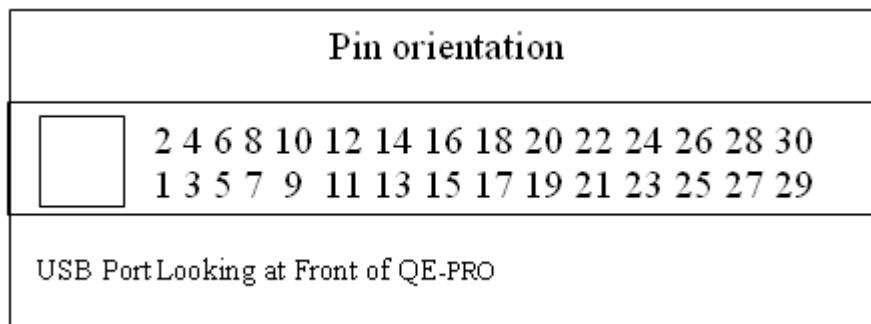 Pin orientation
2 4 6 8 10 12 14 16 18 20 22 24 26 28 30
1 3 5 7 9 11 13 15 17 19 21 23 25 27 29
USB Port Looking at Front of QE-PRO